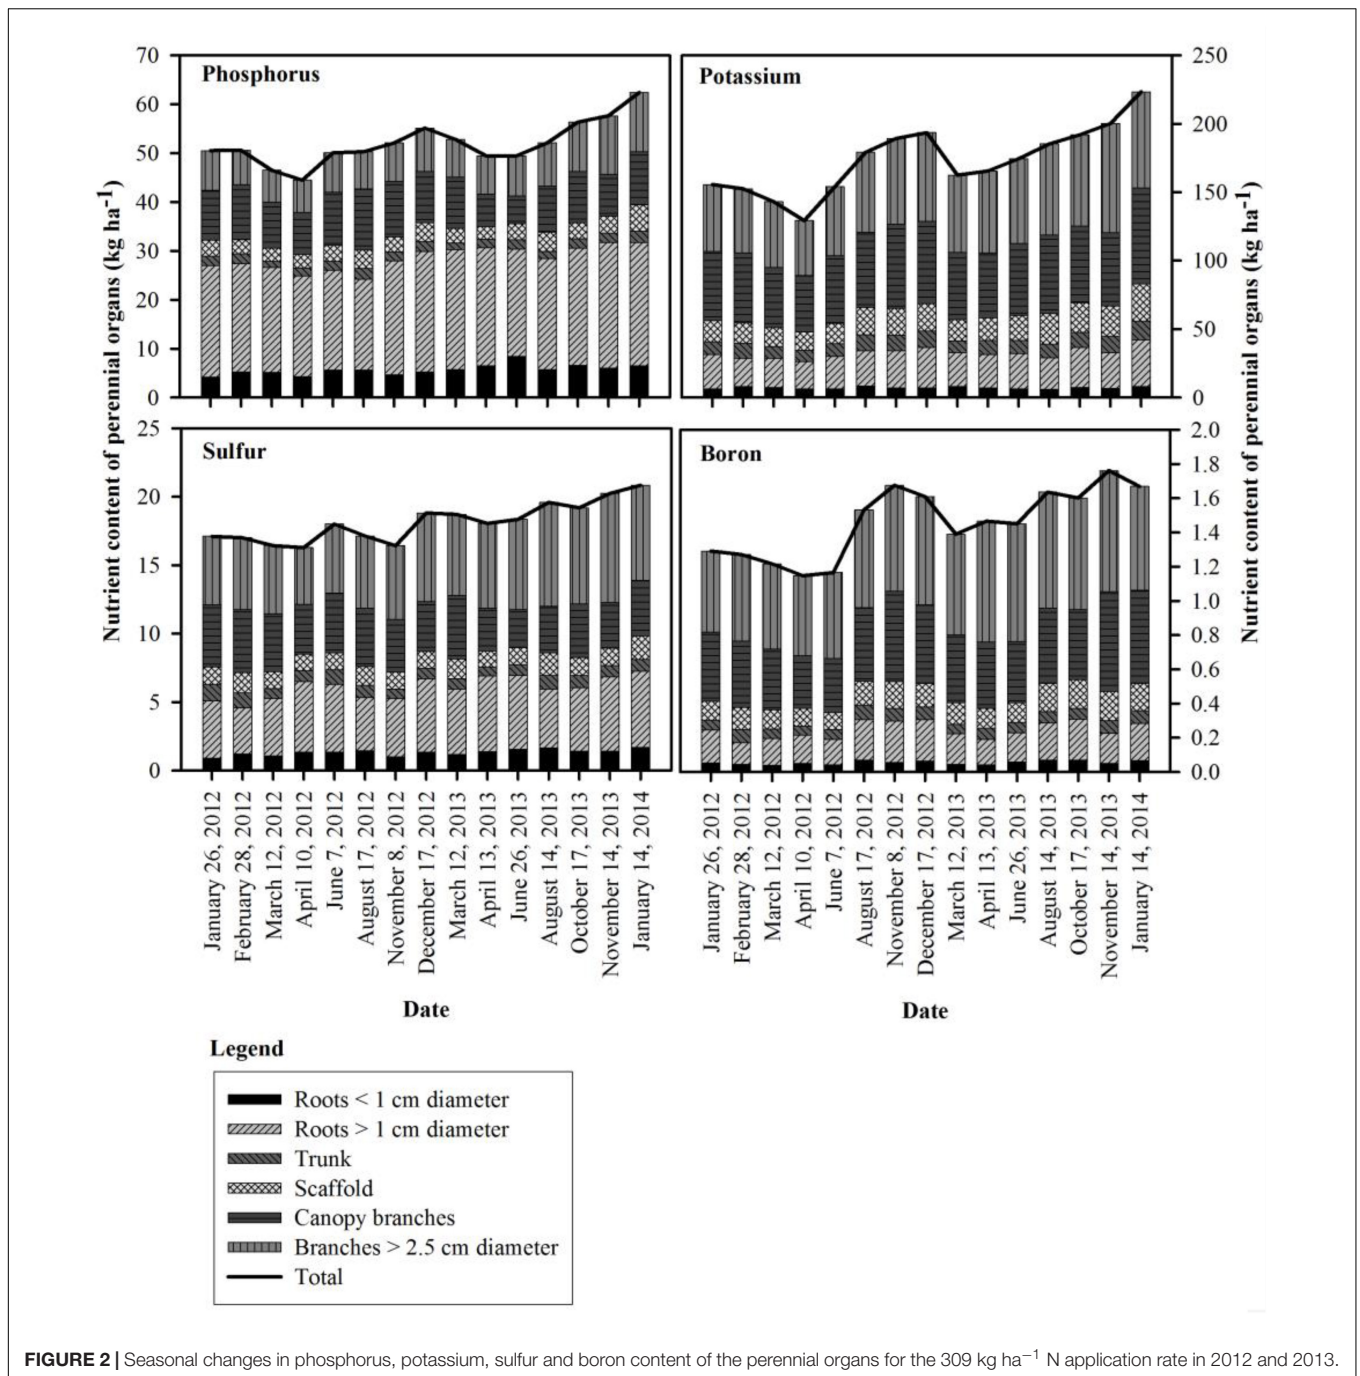 Phosphorus
Potassium
70
60
50
40
30
20
10
0
250
200
150
100
50
0
Sulfur
Boron
25
20
15
10
5
0
2.0
1.8
1.6
1.4
1.2
1.0
0.8
0.6
0.4
0.2
0.0
Nutrient content of perennial organs (kg ha-1)
Nutrient content of perennial organs (kg ha-1)
January 26, 2012
February 28, 2012
March 12, 2012
April 10, 2012
June 7, 2012
August 17, 2012
November 8, 2012
December 17, 2012
March 12, 2013
April 13, 2013
June 26, 2013
August 14, 2013
October 17, 2013
November 14, 2013
January 14, 2014
January 26, 2012
February 28, 2012
March 12, 2012
April 10, 2012
June 7, 2012
August 17, 2012
November 8, 2012
December 17, 2012
March 12, 2013
April 13, 2013
June 26, 2013
August 14, 2013
October 17, 2013
November 14, 2013
January 14, 2014
Date
Date
Legend
Roots < 1 cm diameter
Roots > 1 cm diameter
Trunk
Scaffold
Canopy branches
Branches > 2.5 cm diameter
Total
FIGURE 2 | Seasonal changes in phosphorus, potassium, sulfur and boron content of the perennial organs for the 309 kg ha−1 N application rate in 2012 and 2013.